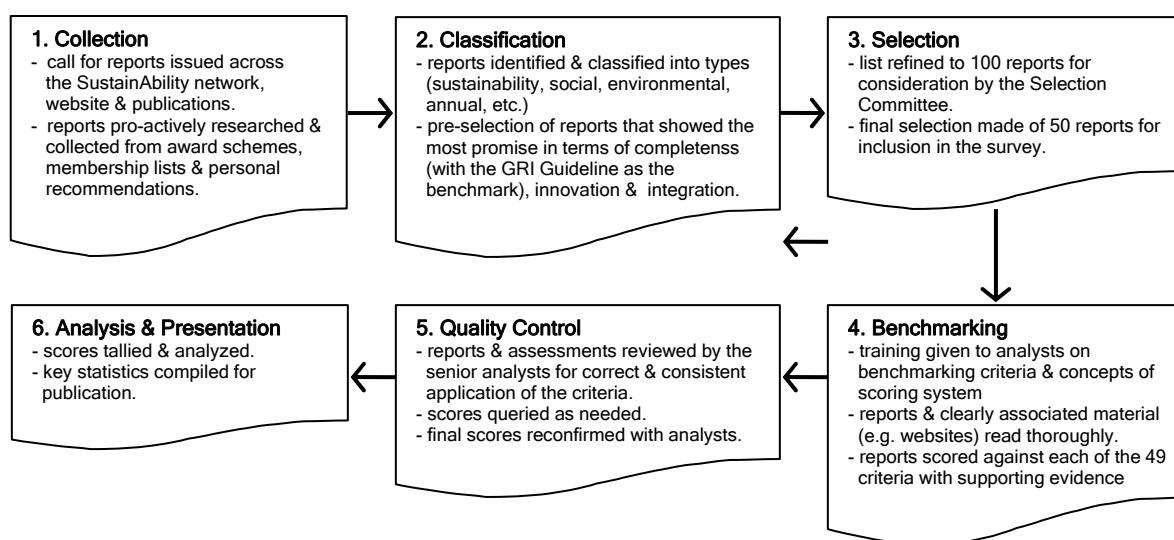 1. Collection
- call for reports issued across
the SustainAbility network,
website & publications.
- reports pro-actively researched &
collected from award schemes,
membership lists & personal
recommendations.
2. Classification
- reports identified & classified into types
(sustainability, social, environmental,
annual, etc.)
- pre-selection of reports that showed the
most promise in terms of completenss
(with the GRI Guideline as the
benchmark), innovation & integration.
3. Selection
- list refined to 100 reports for
consideration by the Selection
Committee.
- final selection made of 50 reports for
inclusion in the survey.
4. Benchmarking
- training given to analysts on
benchmarking criteria & concepts of
scoring system
- reports & clearly associated material
(e.g. websites) read thoroughly.
- reports scored against each of the 49
criteria with supporting evidence
5. Quality Control
- reports & assessments reviewed by the
senior analysts for correct & consistent
application of the criteria.
- scores queried as needed.
- final scores reconfirmed with analysts.
6. Analysis & Presentation
- scores tallied & analyzed.
- key statistics compiled for
publication.